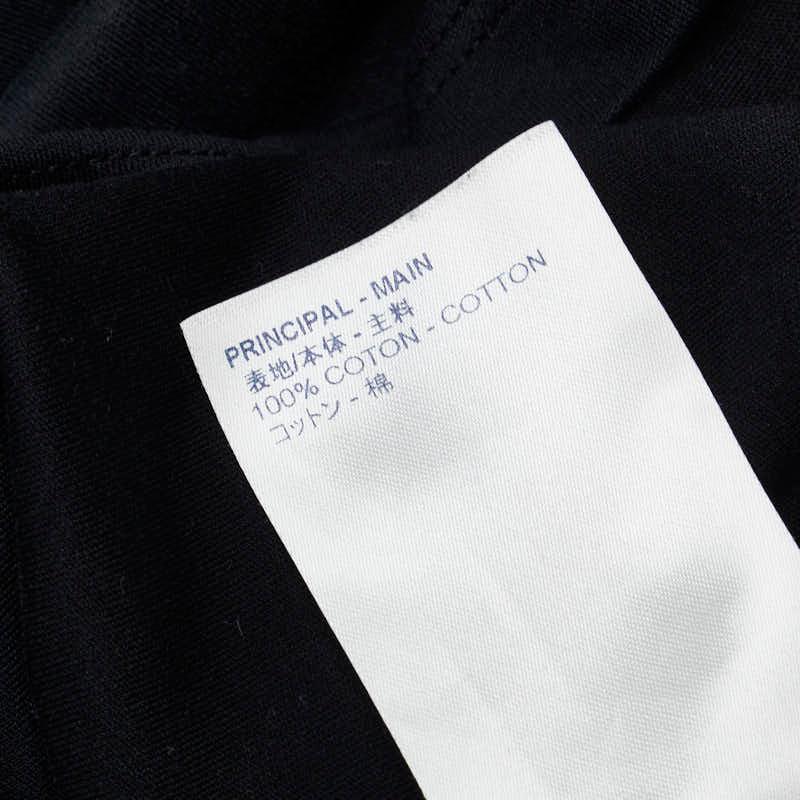 PRINCIPAL - MAIN
表地/本体 - 主料
100% COTON - COTTON
コットン - 棉